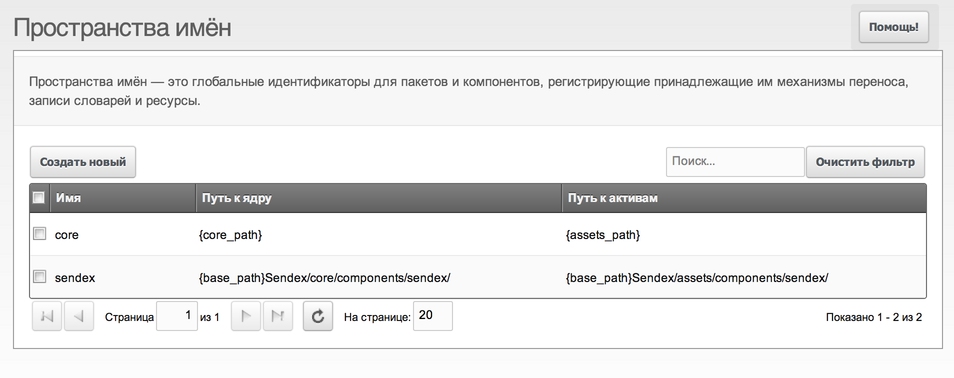 Пространства имён
Помощь!
Пространства имён — это глобальные идентификаторы для пакетов и компонентов, регистрирующие принадлежащие им механизмы переноса,
записи словарей и ресурсы.
Создать новый
Поиск...
Очистить фильтр
Имя Путь к ядру Путь к активам
core {core_path} {assets_path}
sendex {base_path}Sendex/core/components/sendex/ {base_path}Sendex/assets/components/sendex/
Страница 1 из 1 На странице: 20 Показано 1 - 2 из 2